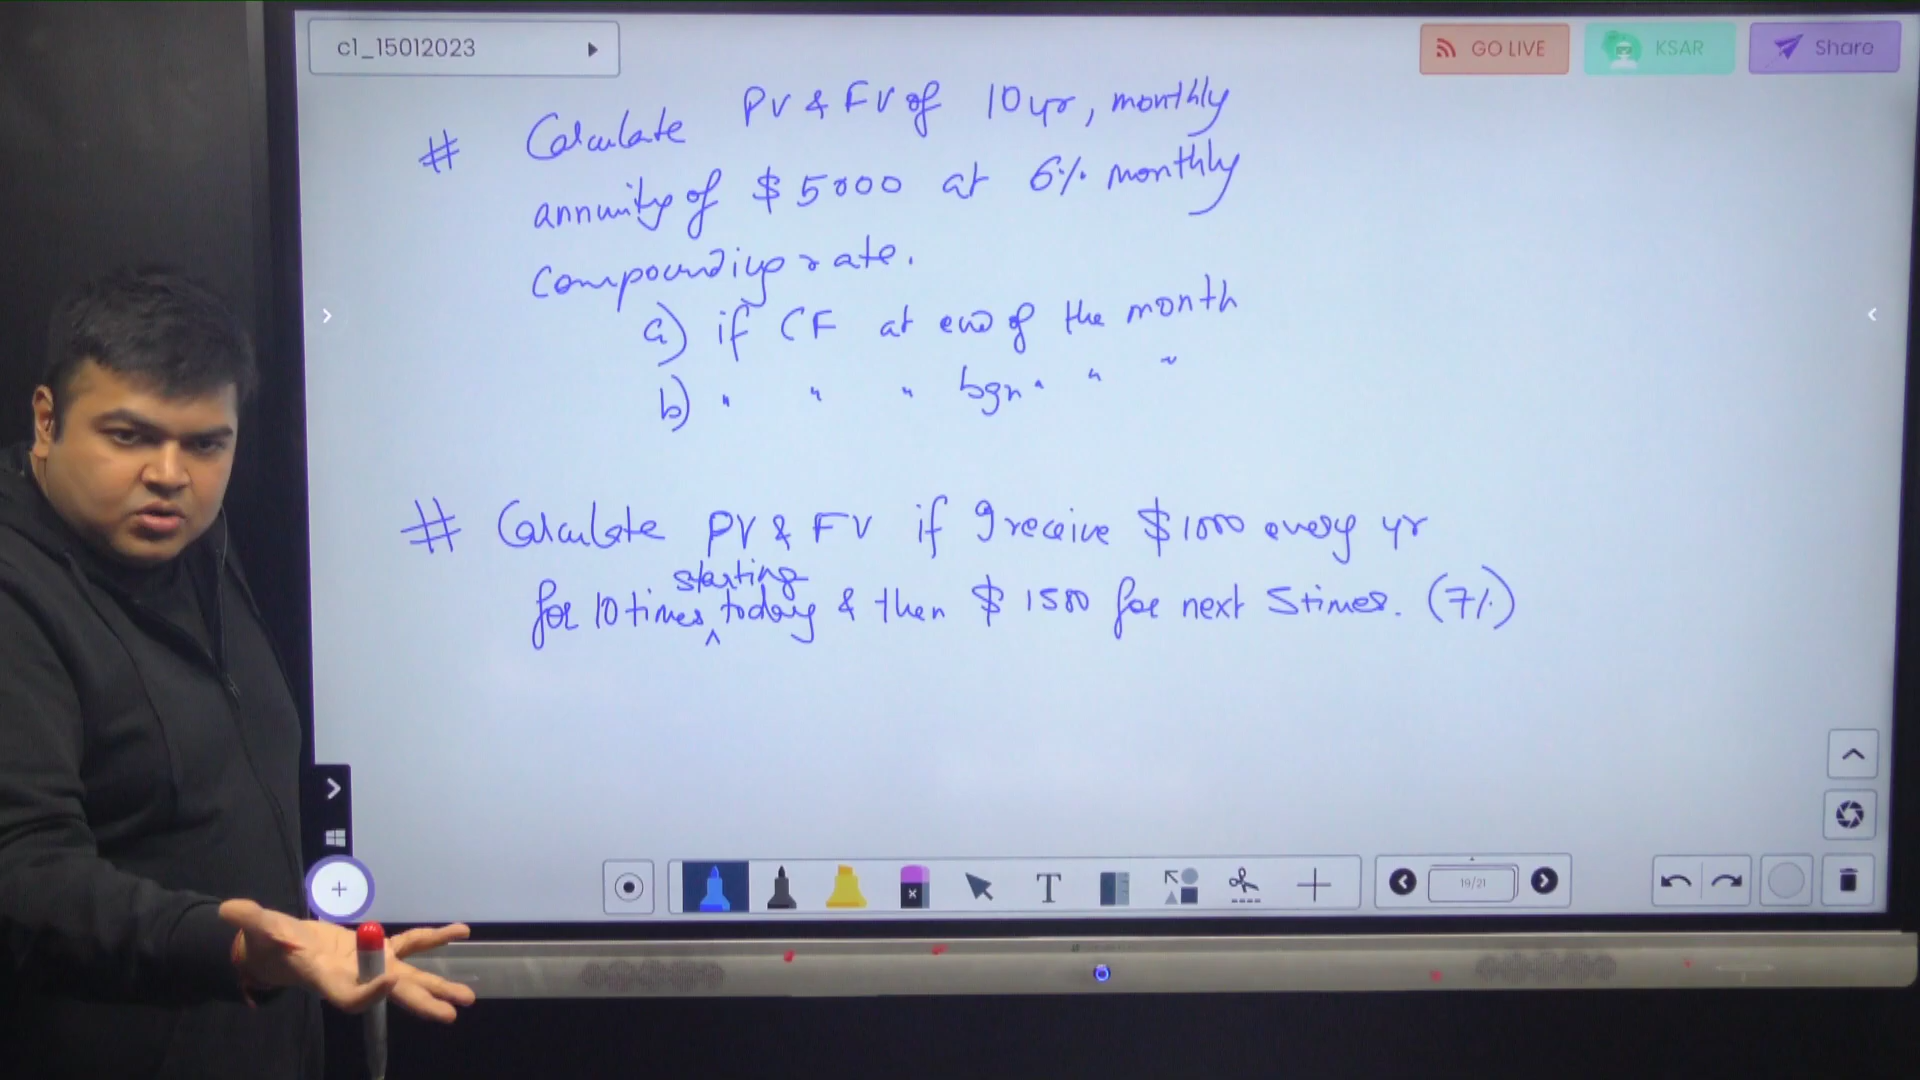 c1_15012023
GO LIVE
KSAR
Share
# Calculate PV & FV of 10 yr, monthly
annuity of $ 5000 at 6% monthly
compounding rate.
a) if CF at end of the month
b) " " " bgn " " "
# Calculate PV & FV if I receive $ 1000 every yr
starting
for 10 times ^ today & then $ 1500 for next 5 times. (7%)
T
19/21